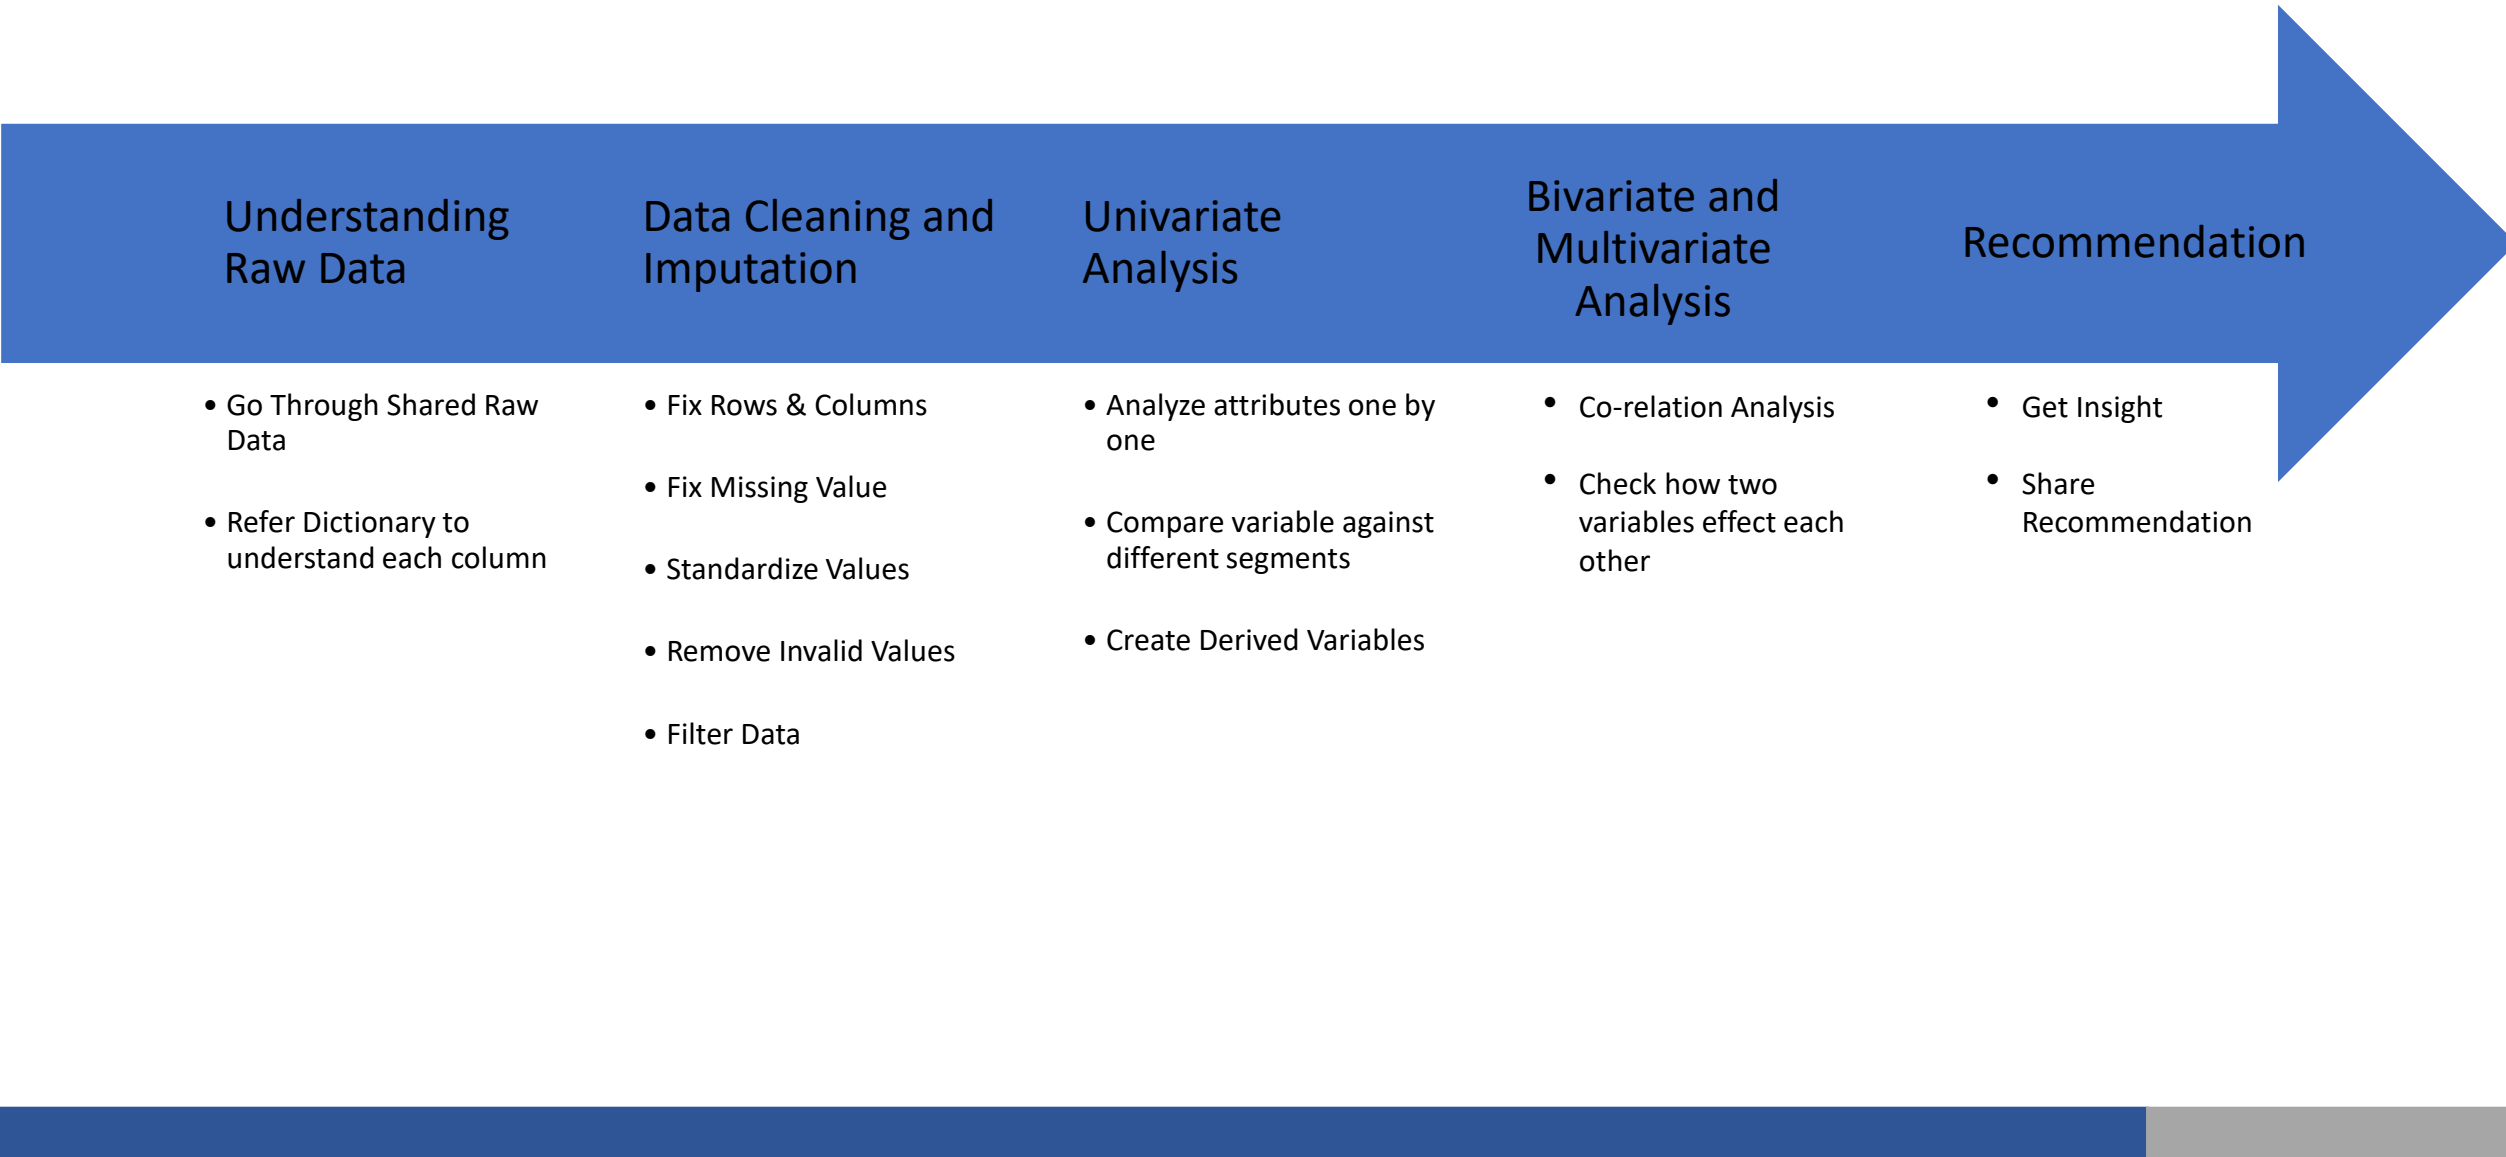 Understanding
Raw Data
Data Cleaning and
Imputation
Univariate
Analysis
Bivariate and
Multivariate
Analysis
Recommendation
• Go Through Shared Raw
Data
• Refer Dictionary to
understand each column
• Fix Rows & Columns
• Fix Missing Value
• Standardize Values
• Remove Invalid Values
• Filter Data
• Analyze attributes one by
one
• Compare variable against
different segments
• Create Derived Variables
• Co-relation Analysis
• Check how two
variables effect each
other
• Get Insight
• Share
Recommendation